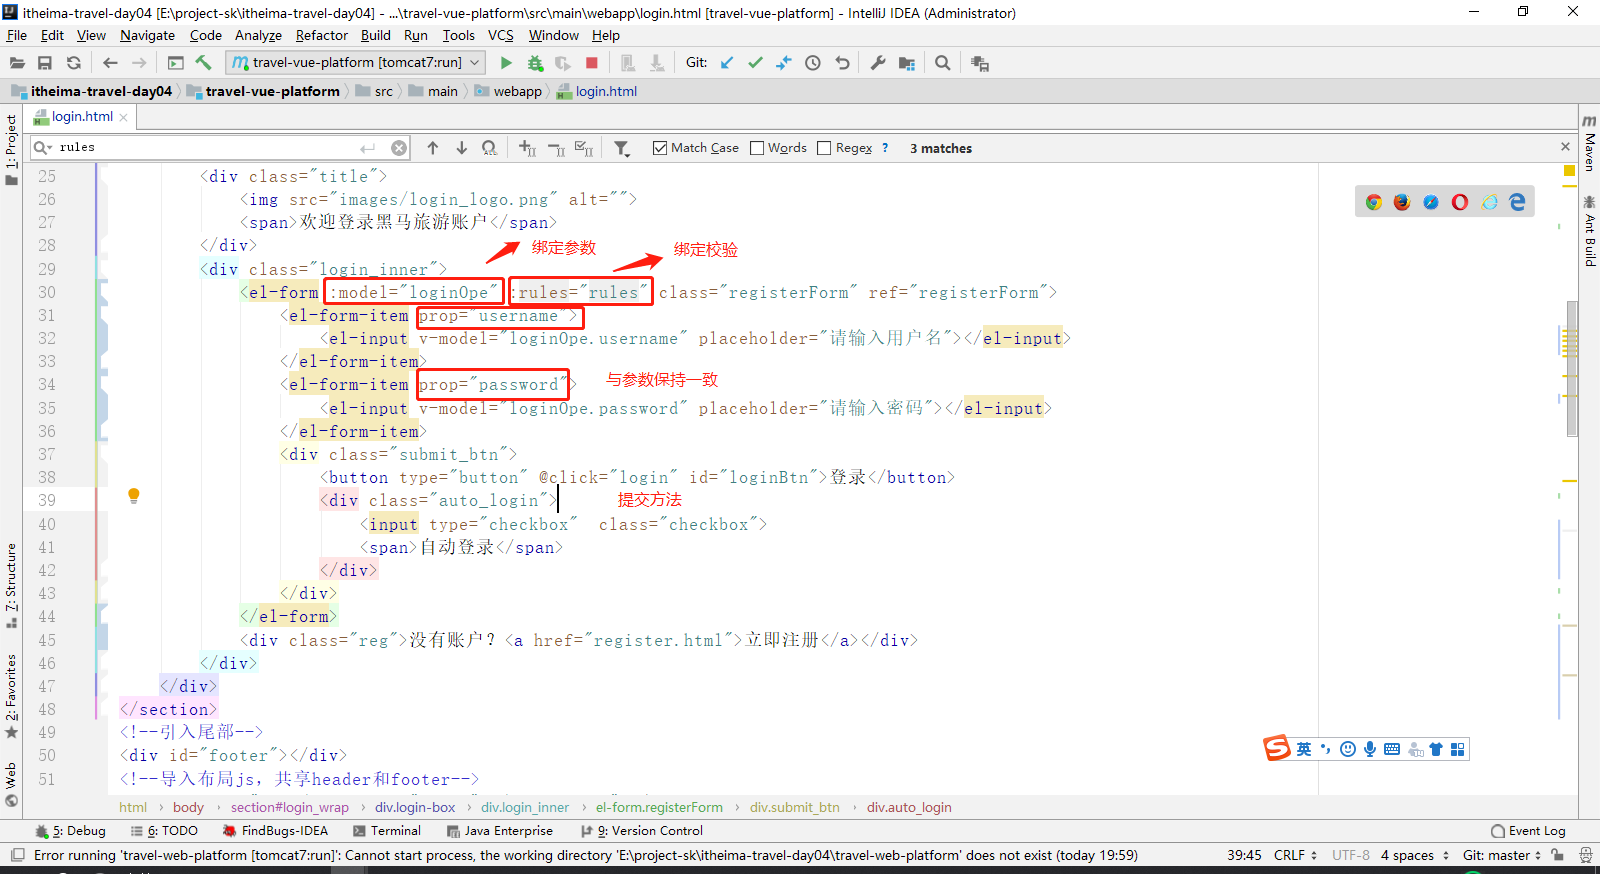 itheima-travel-day04 [E:\project-sk\itheima-travel-day04] - ...\travel-vue-platform\src\main\webapp\login.html [travel-vue-platform] - IntelliJ IDEA (Administrator)
File Edit View Navigate Code Analyze Refactor Build Run Tools VCS Window Help
travel-vue-platform [tomcat7:run] Git:
itheima-travel-day04 travel-vue-platform src main webapp login.html
login.html
rules Match Case Words Regex ? 3 matches
25 <div class="title">
26 <img src="images/login_logo.png" alt="">
27 <span>欢迎登录黑马旅游账户</span>
28 </div>
绑定参数 绑定校验
29 <div class="login_inner">
30 <el-form :model="loginOpe" :rules="rules" class="registerForm" ref="registerForm">
31 <el-form-item prop="username">
32 <el-input v-model="loginOpe.username" placeholder="请输入用户名"></el-input>
33 </el-form-item>
34 <el-form-item prop="password"> 与参数保持一致
35 <el-input v-model="loginOpe.password" placeholder="请输入密码"></el-input>
36 </el-form-item>
37 <div class="submit_btn">
38 <button type="button" @click="login" id="loginBtn">登录</button>
39 <div class="auto_login"> 提交方法
40 <input type="checkbox"  class="checkbox">
41 <span>自动登录</span>
42 </div>
43 </div>
44 </el-form>
45 <div class="reg">没有账户？<a href="register.html">立即注册</a></div>
46 </div>
47 </div>
48 </section>
49 <!--引入尾部-->
50 <div id="footer"></div>
51 <!--导入布局js，共享header和footer-->
html › body › section#login_wrap › div.login-box › div.login_inner › el-form.registerForm › div.submit_btn › div.auto_login
5: Debug 6: TODO FindBugs-IDEA Terminal Java Enterprise 9: Version Control Event Log
Error running 'travel-web-platform [tomcat7:run]': Cannot start process, the working directory 'E:\project-sk\itheima-travel-day04\travel-web-platform' does not exist (today 19:59) 39:45 CRLF UTF-8 4 spaces Git: master
1: Project
7: Structure
2: Favorites
Web
Maven
Ant Build
S 英